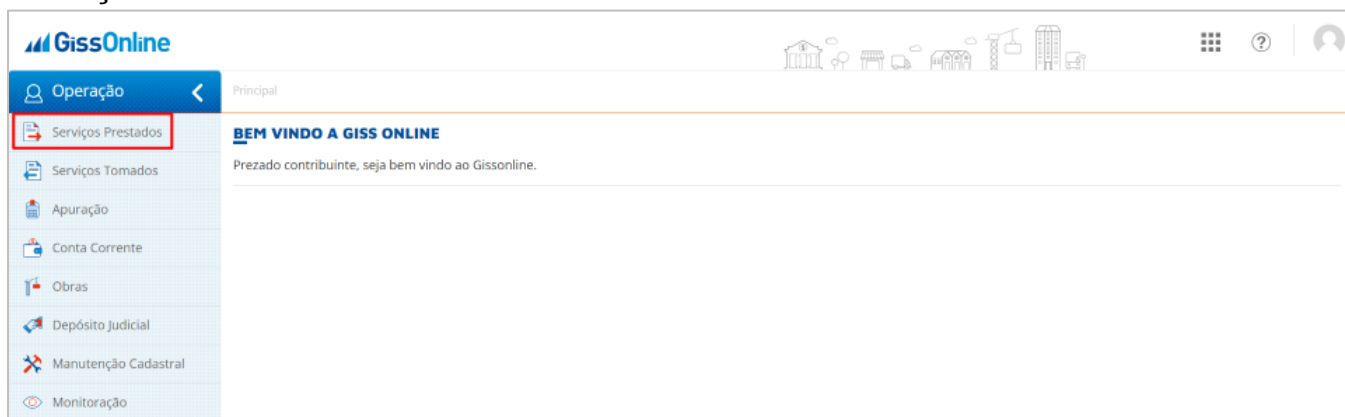 GissOnline
Operação
Principal
Serviços Prestados
BEM VINDO A GISS ONLINE
Serviços Tomados
Prezado contribuinte, seja bem vindo ao Gissonline.
Apuração
Conta Corrente
Obras
Depósito Judicial
Manutenção Cadastral
Monitoração